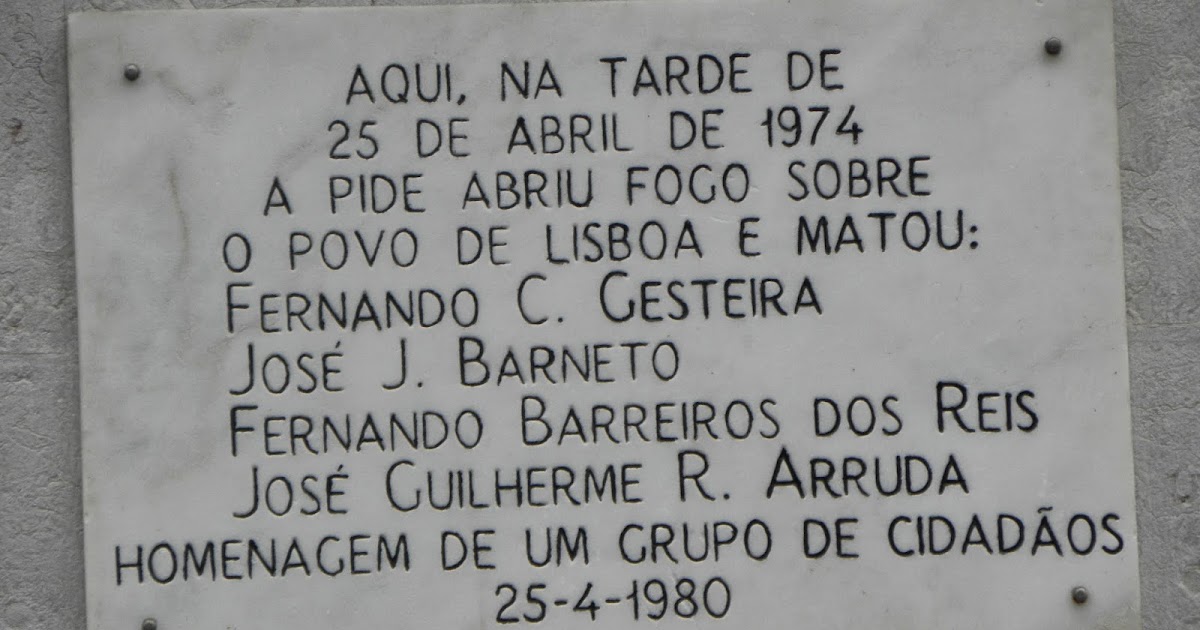 AQUI, NA TARDE DE
25 DE ABRIL DE 1974
A PIDE ABRIU FOGO SOBRE
O POVO DE LISBOA E MATOU:
FERNANDO C. GESTEIRA
JOSÉ J. BARNETO
FERNANDO BARREIROS DOS REIS
JOSÉ GUILHERME R. ARRUDA
HOMENAGEM DE UM GRUPO DE CIDADÃOS
25-4-1980